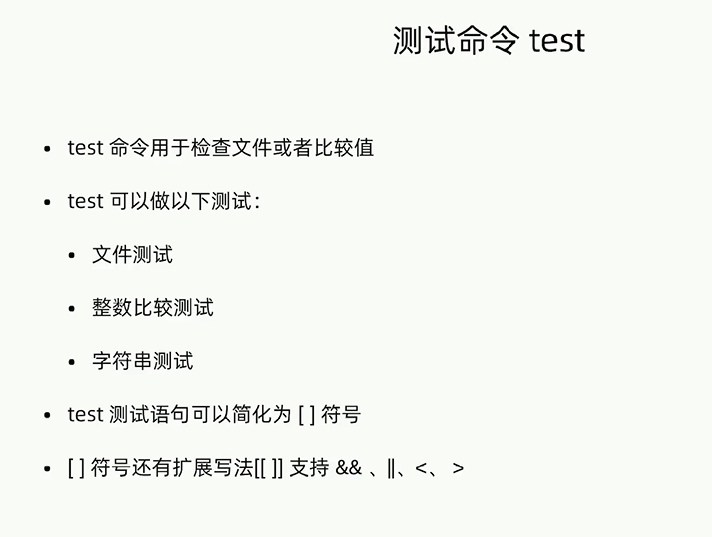 测试命令 test
• test 命令用于检查文件或者比较值
• test 可以做以下测试：
• 文件测试
• 整数比较测试
• 字符串测试
• test 测试语句可以简化为 [ ] 符号
• [ ] 符号还有扩展写法[[ ]] 支持 && 、||、<、 >